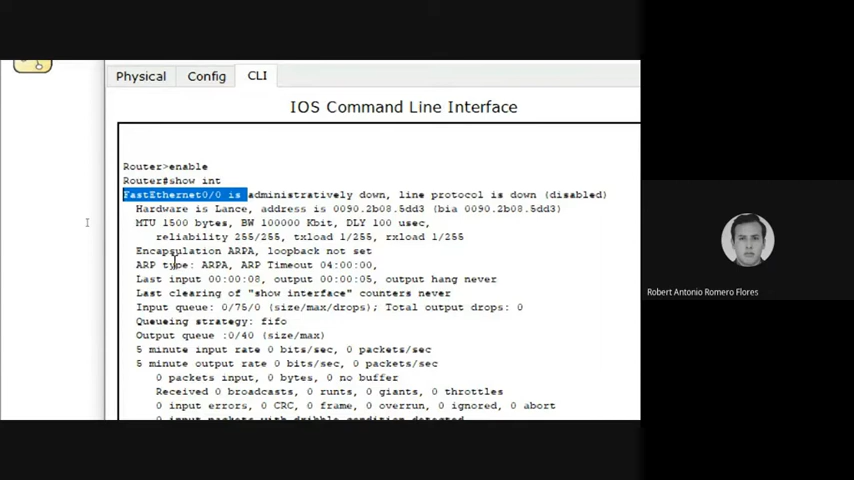 Physical
Config
CLI
IOS Command Line Interface
Router>enable
Router#show int
FastEthernet0/0 is administratively down, line protocol is down (disabled)
Hardware is Lance, address is 0090.2b08.5dd3 (bia 0090.2b08.5dd3)
MTU 1500 bytes, BW 100000 Kbit, DLY 100 usec,
reliability 255/255, txload 1/255, rxload 1/255
Encapsulation ARPA, loopback not set
ARP type: ARPA, ARP Timeout 04:00:00,
Last input 00:00:08, output 00:00:05, output hang never
Last clearing of "show interface" counters never
Input queue: 0/75/0 (size/max/drops); Total output drops: 0
Queueing strategy: fifo
Output queue :0/40 (size/max)
5 minute input rate 0 bits/sec, 0 packets/sec
5 minute output rate 0 bits/sec, 0 packets/sec
0 packets input, 0 bytes, 0 no buffer
Received 0 broadcasts, 0 runts, 0 giants, 0 throttles
0 input errors, 0 CRC, 0 frame, 0 overrun, 0 ignored, 0 abort
0 input packets with dribble condition detected
Robert Antonio Romero Flores